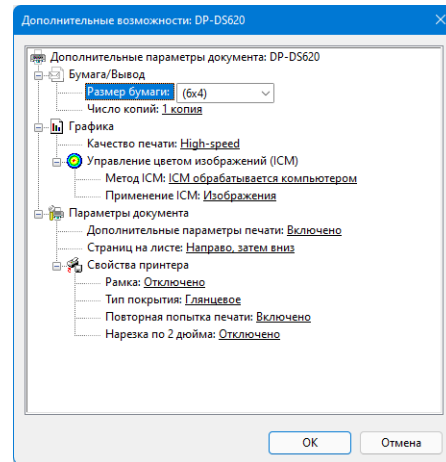 Дополнительные возможности: DP-DS620
Дополнительные параметры документа: DP-DS620
Бумага/Вывод
Размер бумаги: (6x4)
Число копий: 1 копия
Графика
Качество печати: High-speed
Управление цветом изображений (ICM)
Метод ICM: ICM обрабатывается компьютером
Применение ICM: Изображения
Параметры документа
Дополнительные параметры печати: Включено
Страниц на листе: Направо, затем вниз
Свойства принтера
Рамка: Отключено
Тип покрытия: Глянцевое
Повторная попытка печати: Включено
Нарезка по 2 дюйма: Отключено
OK Отмена